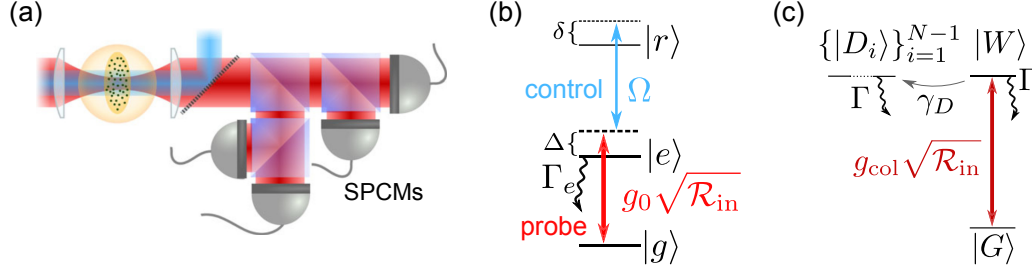 (a)
SPCMs
(b)
δ{
|r⟩
control
Ω
Δ{
|e⟩
Γ_e
g_0√R_in
probe
|g⟩
(c)
{|D_i⟩}_{i=1}^{N−1}
|W⟩
Γ
γ_D
Γ
g_col√R_in
|G⟩